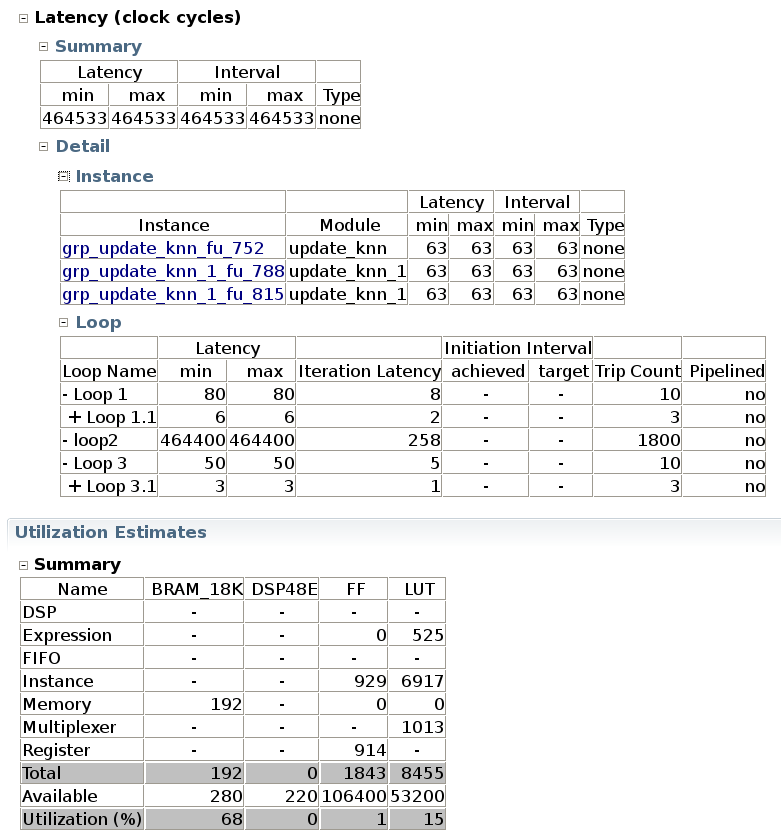 Latency (clock cycles)
Summary
Latency Interval
min max min max Type
464533 464533 464533 464533 none
Detail
Instance
Latency Interval
Instance Module min max min max Type
grp_update_knn_fu_752 update_knn 63 63 63 63 none
grp_update_knn_1_fu_788 update_knn_1 63 63 63 63 none
grp_update_knn_1_fu_815 update_knn_1 63 63 63 63 none
Loop
Latency Initiation Interval
Loop Name min max Iteration Latency achieved target Trip Count Pipelined
- Loop 1 80 80 8 - - 10 no
+ Loop 1.1 6 6 2 - - 3 no
- loop2 464400 464400 258 - - 1800 no
- Loop 3 50 50 5 - - 10 no
+ Loop 3.1 3 3 1 - - 3 no
Utilization Estimates
Summary
Name BRAM_18K DSP48E FF LUT
DSP - - - -
Expression - - 0 525
FIFO - - - -
Instance - - 929 6917
Memory 192 - 0 0
Multiplexer - - - 1013
Register - - 914 -
Total 192 0 1843 8455
Available 280 220 106400 53200
Utilization (%) 68 0 1 15